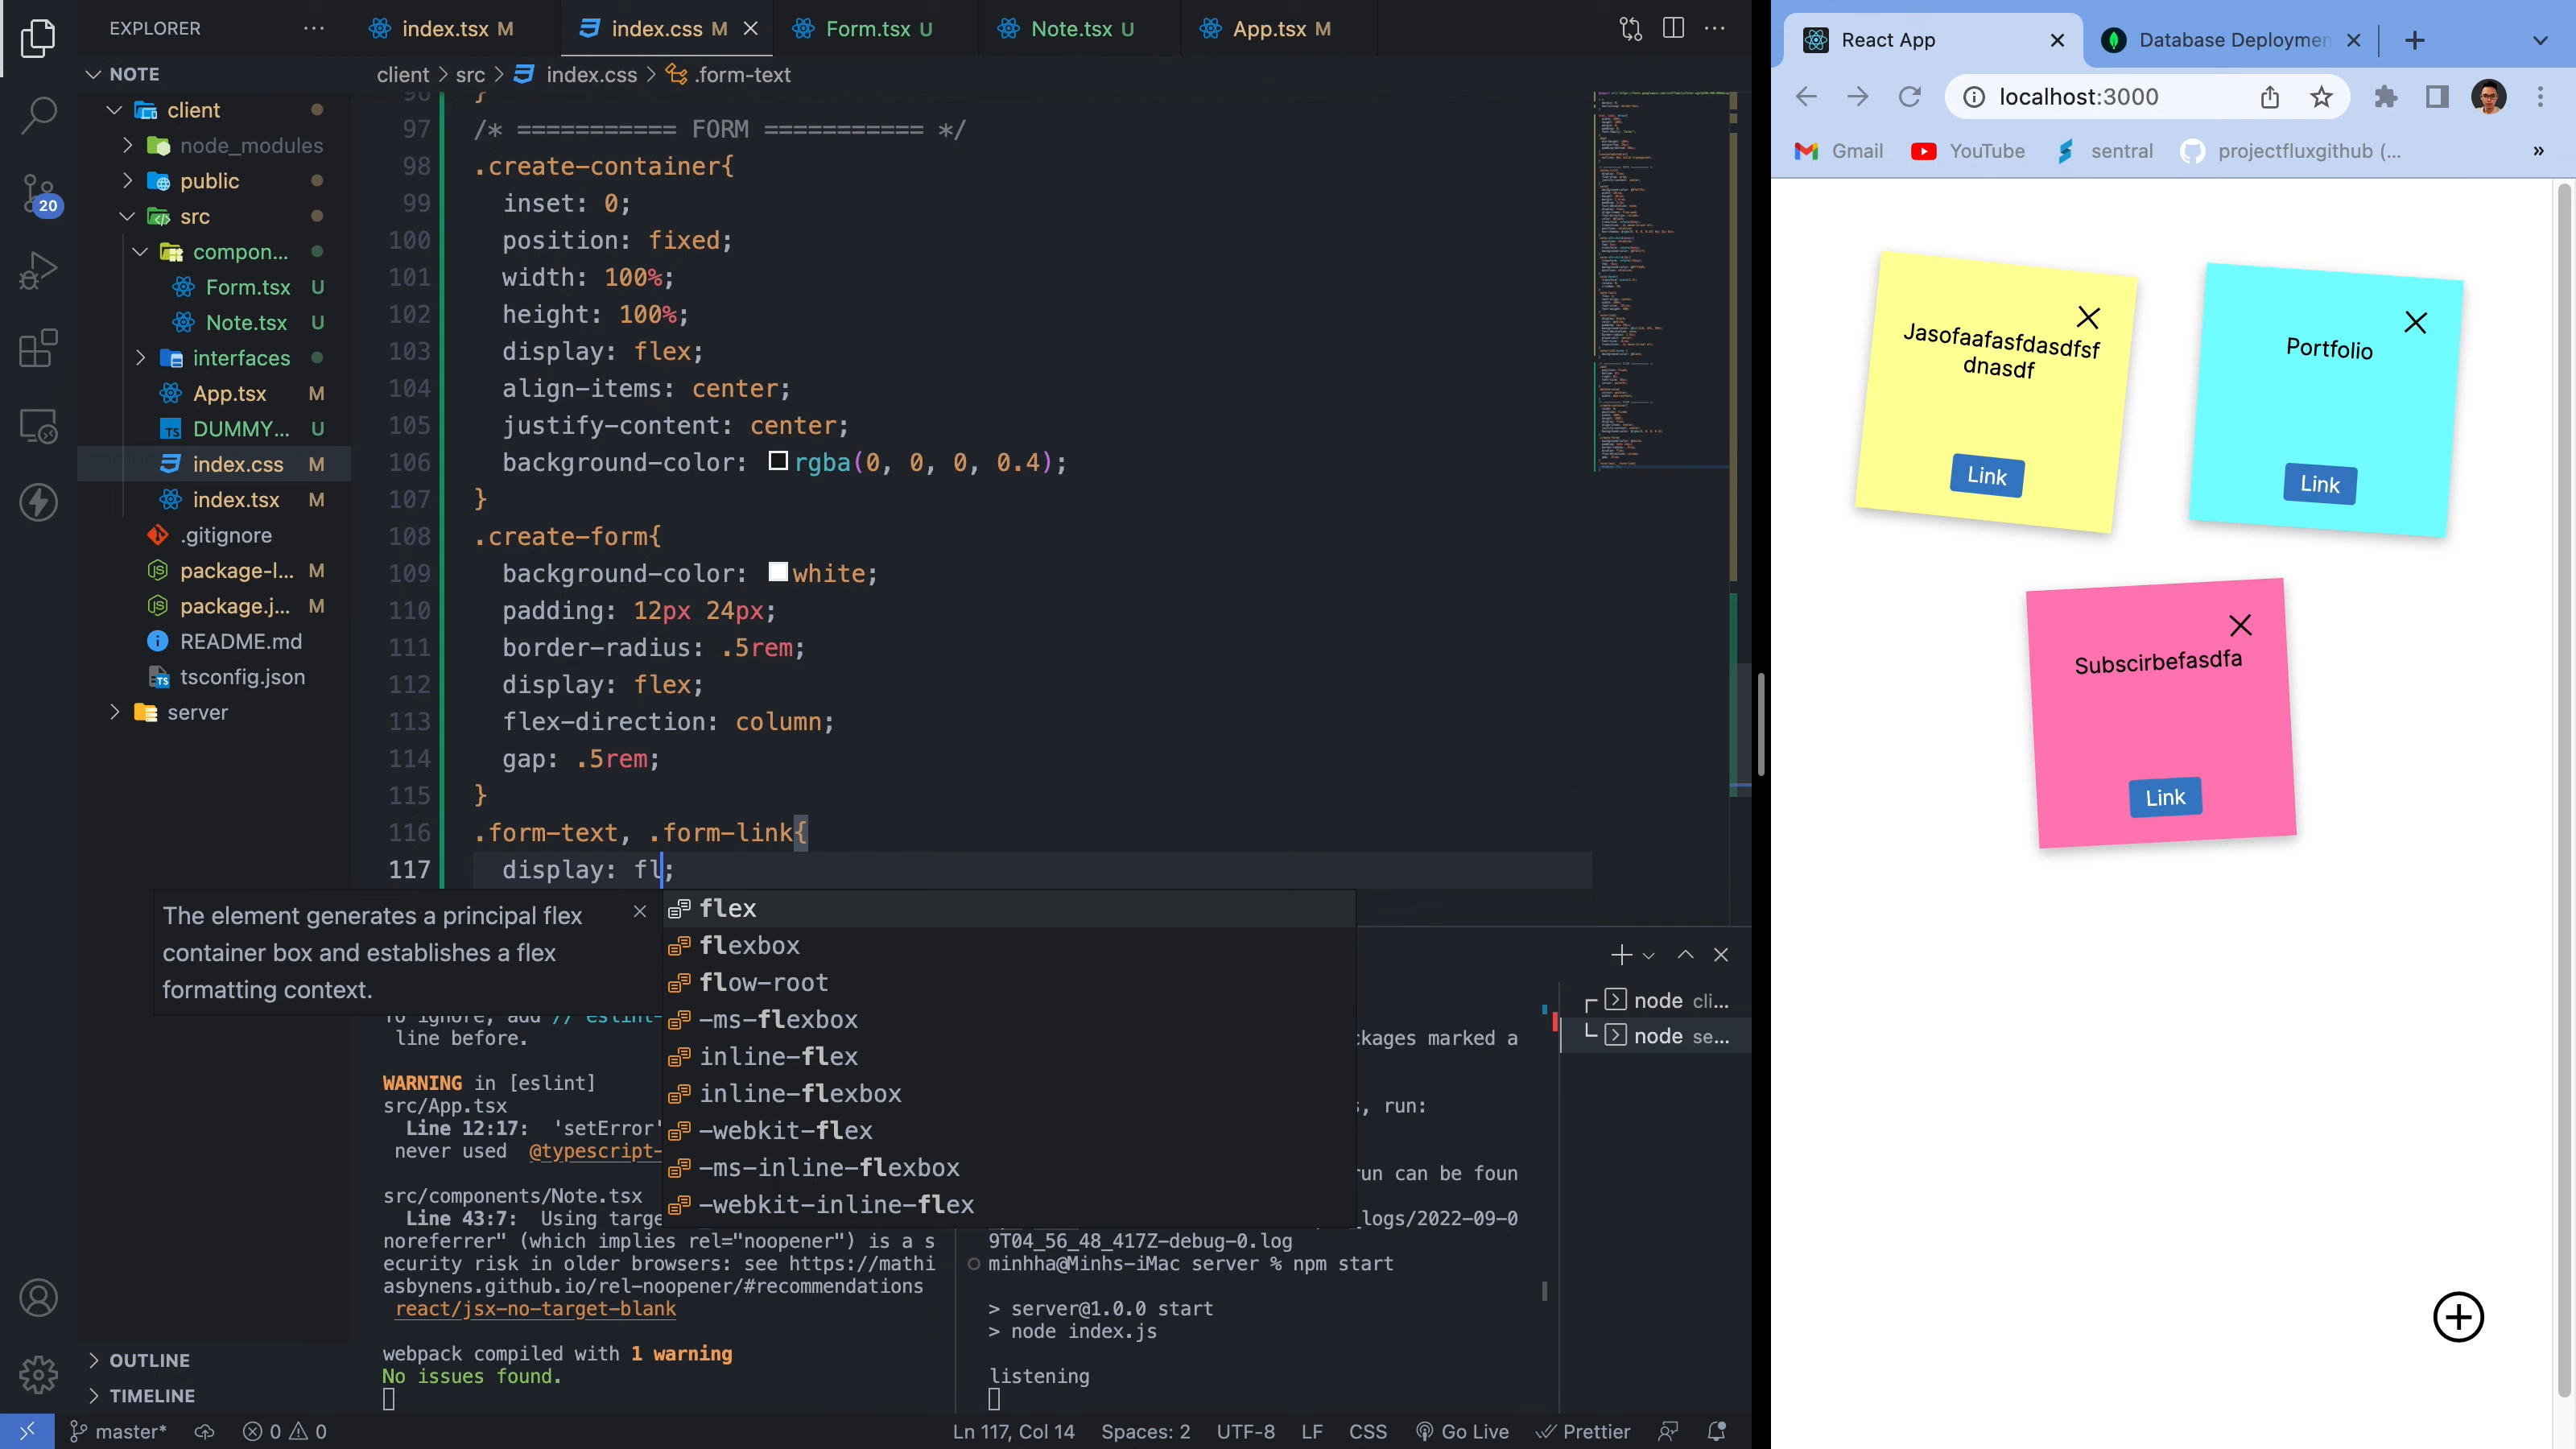 EXPLORER
NOTE
client
node_modules
public
src
compon...
Form.tsx U
Note.tsx U
interfaces
App.tsx M
DUMMY... U
index.css M
index.tsx M
.gitignore
package-l... M
package.j... M
README.md
tsconfig.json
server
20
OUTLINE
TIMELINE
index.tsx M
index.css M
Form.tsx U
Note.tsx U
App.tsx M
client > src > index.css > .form-text
96 }
97 /* =========== FORM =========== */
98 .create-container{
99 inset: 0;
100 position: fixed;
101 width: 100%;
102 height: 100%;
103 display: flex;
104 align-items: center;
105 justify-content: center;
106 background-color: rgba(0, 0, 0, 0.4);
107 }
108 .create-form{
109 background-color: white;
110 padding: 12px 24px;
111 border-radius: .5rem;
112 display: flex;
113 flex-direction: column;
114 gap: .5rem;
115 }
116 .form-text, .form-link{
117 display: fl;
The element generates a principal flex
container box and establishes a flex
formatting context.
flex
flexbox
flow-root
-ms-flexbox
inline-flex
inline-flexbox
-webkit-flex
-ms-inline-flexbox
-webkit-inline-flex
To ignore, add // eslint-
line before.
WARNING in [eslint]
src/App.tsx
Line 12:17: 'setError'
never used @typescript-
src/components/Note.tsx
Line 43:7: Using targe
noreferrer" (which implies rel="noopener") is a s
ecurity risk in older browsers: see https://mathi
asbynens.github.io/rel-noopener/#recommendations
react/jsx-no-target-blank
webpack compiled with 1 warning
No issues found.
ckages marked a
s, run:
run can be foun
_logs/2022-09-0
9T04_56_48_417Z-debug-0.log
minhha@Minhs-iMac server % npm start
> server@1.0.0 start
> node index.js
listening
node cli...
node se...
master*
0
0
Ln 117, Col 14
Spaces: 2
UTF-8
LF
CSS
Go Live
Prettier
React App
Database Deploymen
localhost:3000
Gmail
YouTube
sentral
projectfluxgithub (...
»
Jasofaafasfdasdfsf
dnasdf
Link
Portfolio
Link
Subscirbefasdfa
Link